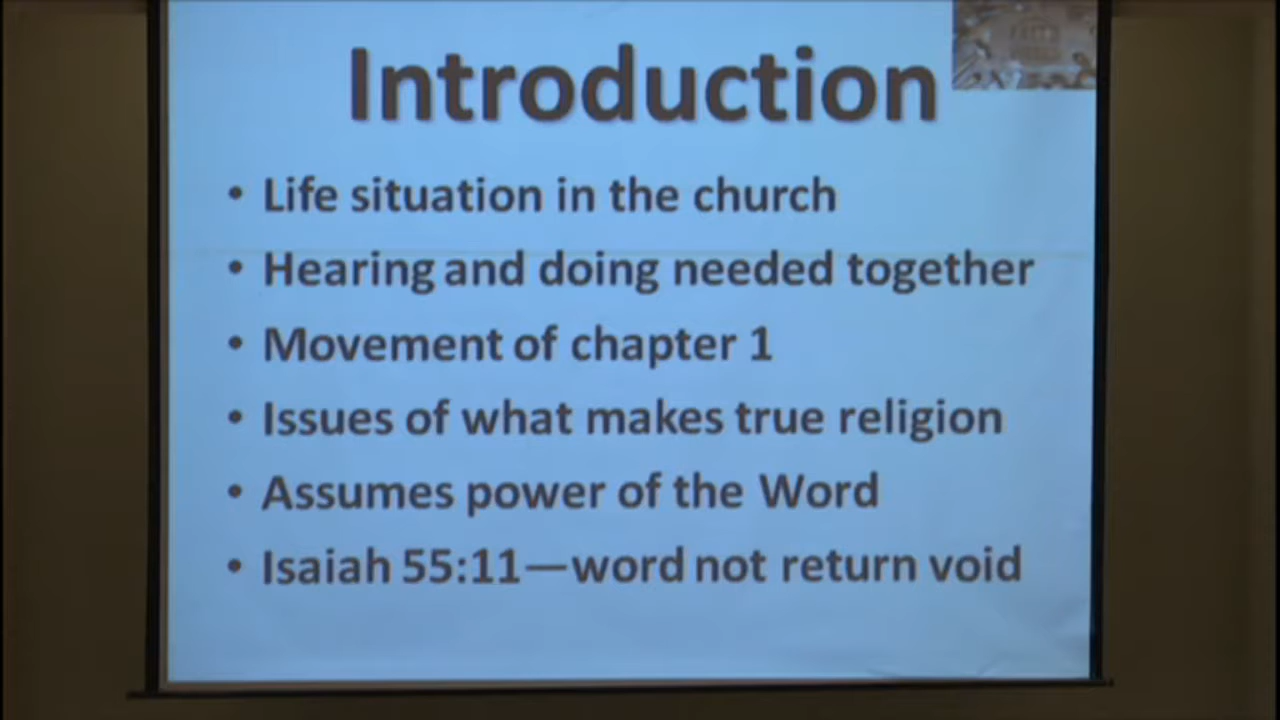 Introduction
• Life situation in the church
• Hearing and doing needed together
• Movement of chapter 1
• Issues of what makes true religion
• Assumes power of the Word
• Isaiah 55:11—word not return void